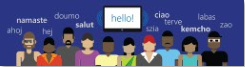 hello!
namaste doumo ciao labas
ahoj hej salut szia terve kemcho zao